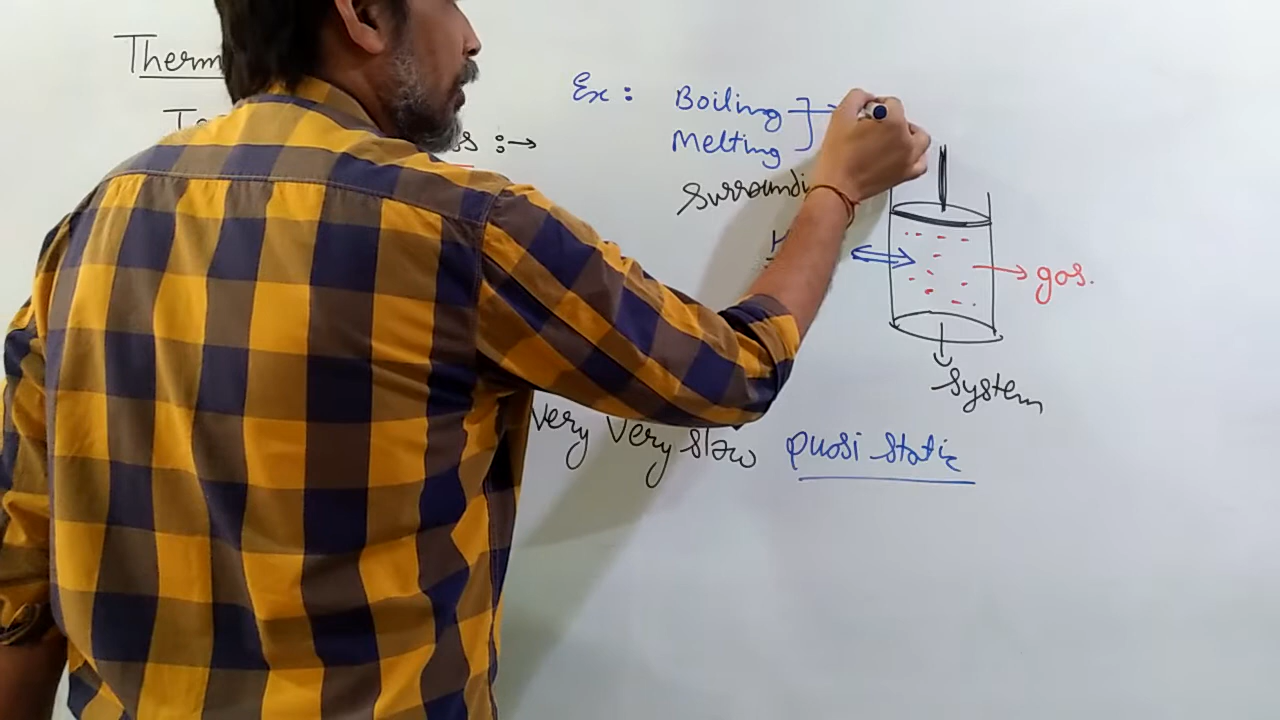 Therm
Ex : Boiling
Melting
Surroundi
gas.
System
Very Very slow quasi static